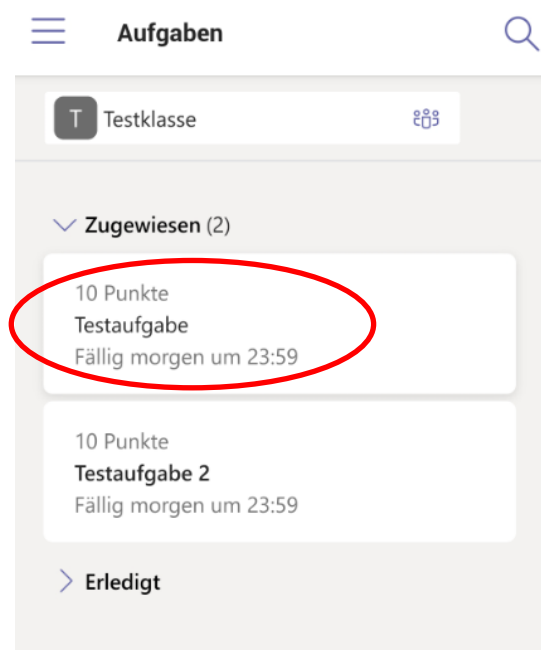 Aufgaben
T Testklasse
Zugewiesen (2)
10 Punkte
Testaufgabe
Fällig morgen um 23:59
10 Punkte
Testaufgabe 2
Fällig morgen um 23:59
Erledigt